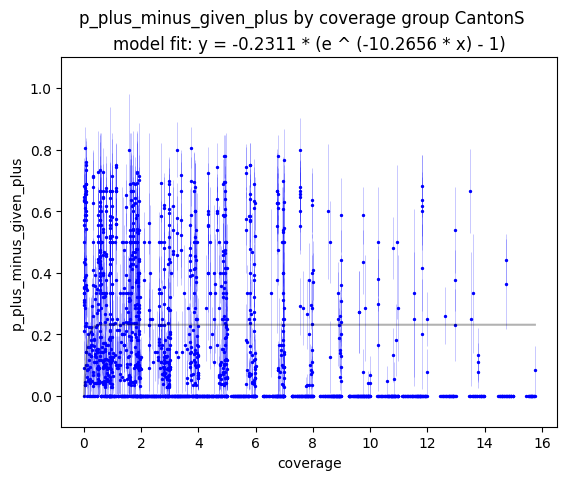 p_plus_minus_given_plus by coverage group CantonS
model fit: y = -0.2311 * (e ^ (-10.2656 * x) - 1)
p_plus_minus_given_plus
1.0
0.8
0.6
0.4
0.2
0.0
0 2 4 6 8 10 12 14 16
coverage